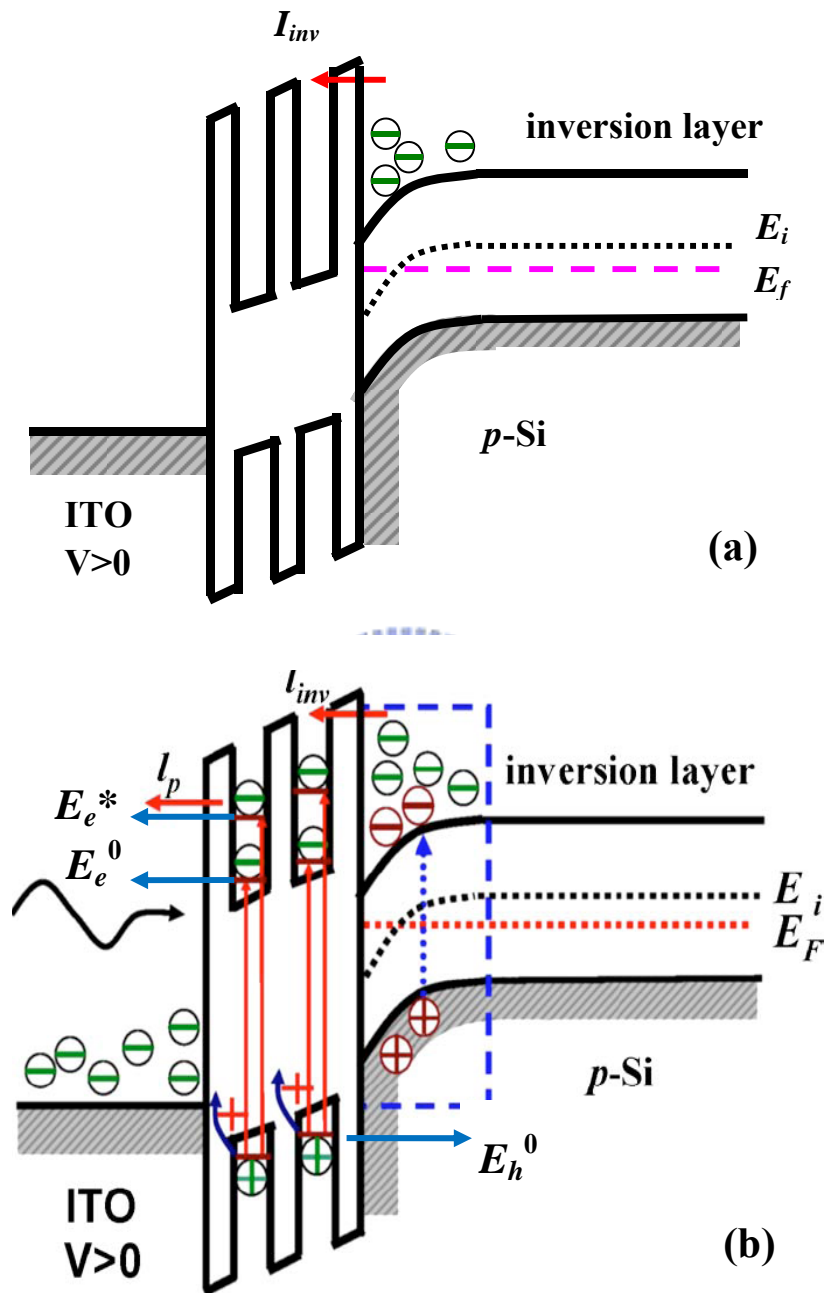 I_inv
inversion layer
E_i
E_f
p-Si
ITO
V>0
(a)
l_inv
l_p
E_e*
E_e^0
inversion layer
E_i
E_F
p-Si
E_h^0
ITO
V>0
(b)